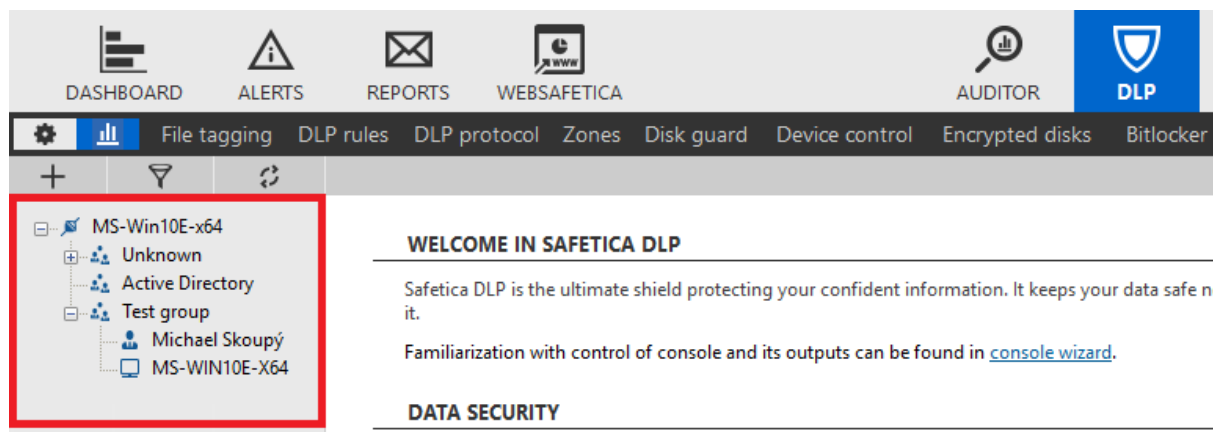 WWW
DASHBOARD ALERTS REPORTS WEBSAFETICA AUDITOR DLP
File tagging DLP rules DLP protocol Zones Disk guard Device control Encrypted disks Bitlocker
MS-Win10E-x64
Unknown
Active Directory
Test group
Michael Skoupý
MS-WIN10E-X64
WELCOME IN SAFETICA DLP
Safetica DLP is the ultimate shield protecting your confident information. It keeps your data safe n
it.
Familiarization with control of console and its outputs can be found in console wizard.
DATA SECURITY